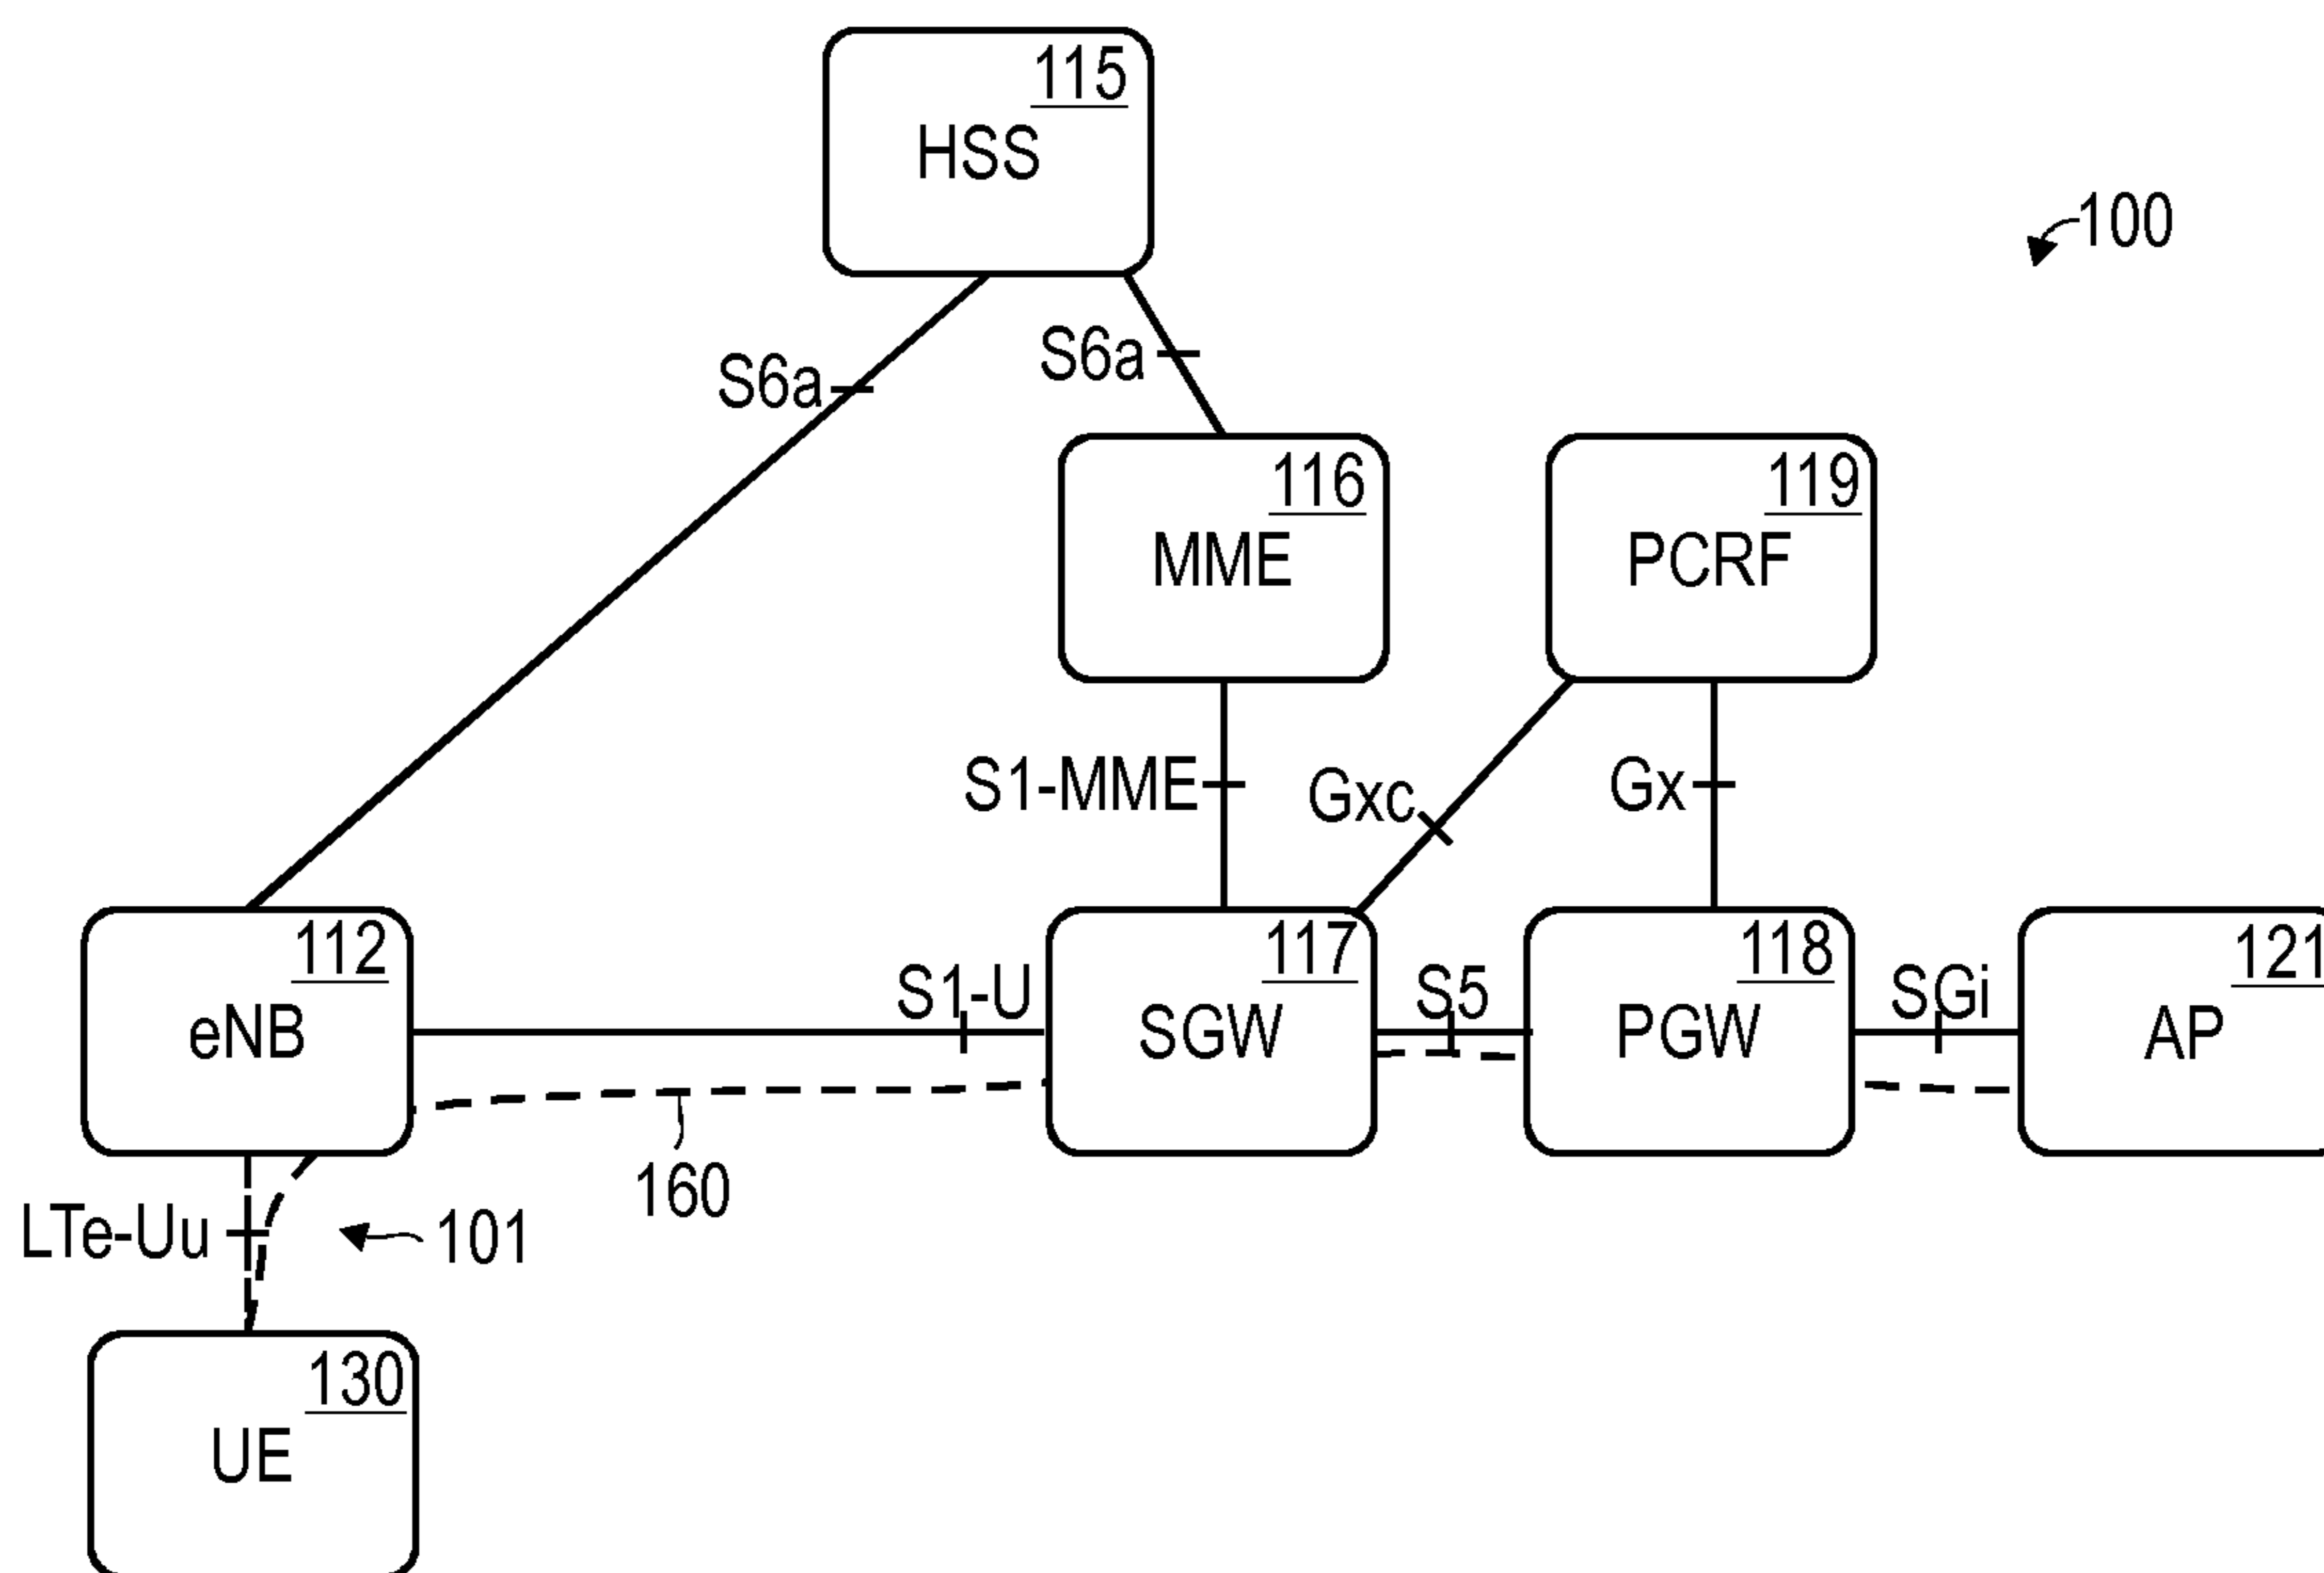 115
HSS
100
S6a
S6a
116
MME
119
PCRF
S1-MME
Gxc
Gx
112
eNB
S1-U
117
SGW
S5
118
PGW
SGi
121
AP
160
LTe-Uu
101
130
UE